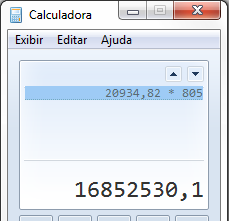 Calculadora
Exibir Editar Ajuda
20934,82 * 805
16852530,1